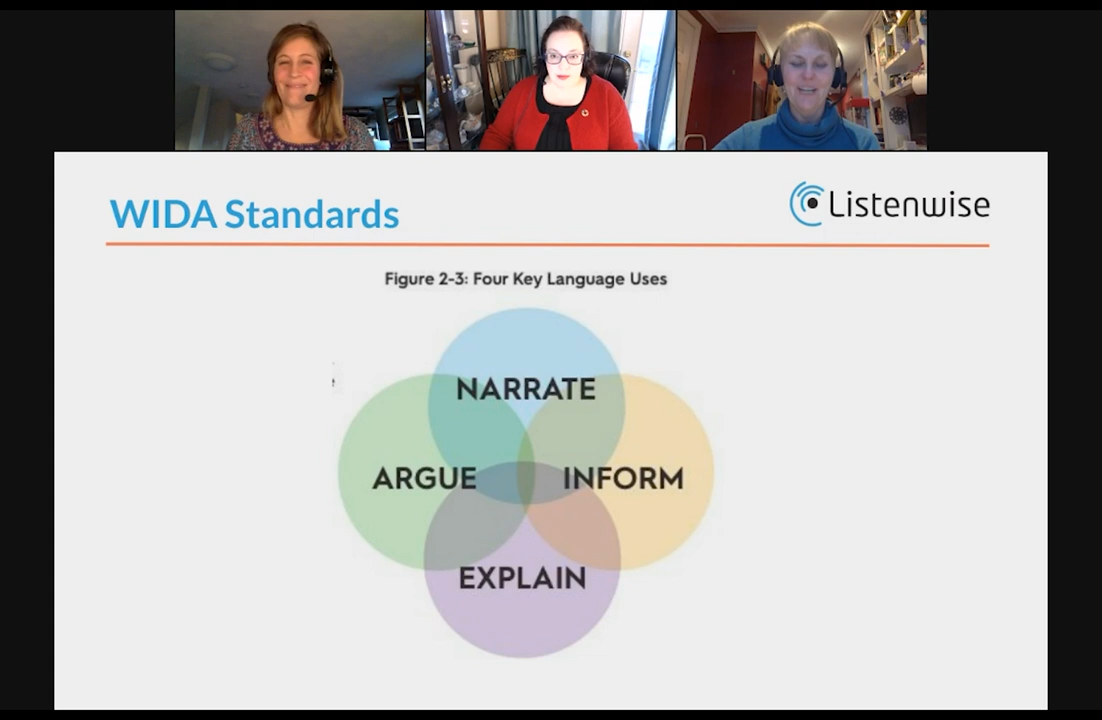 WIDA Standards
Listenwise
Figure 2-3: Four Key Language Uses
NARRATE
ARGUE
INFORM
EXPLAIN